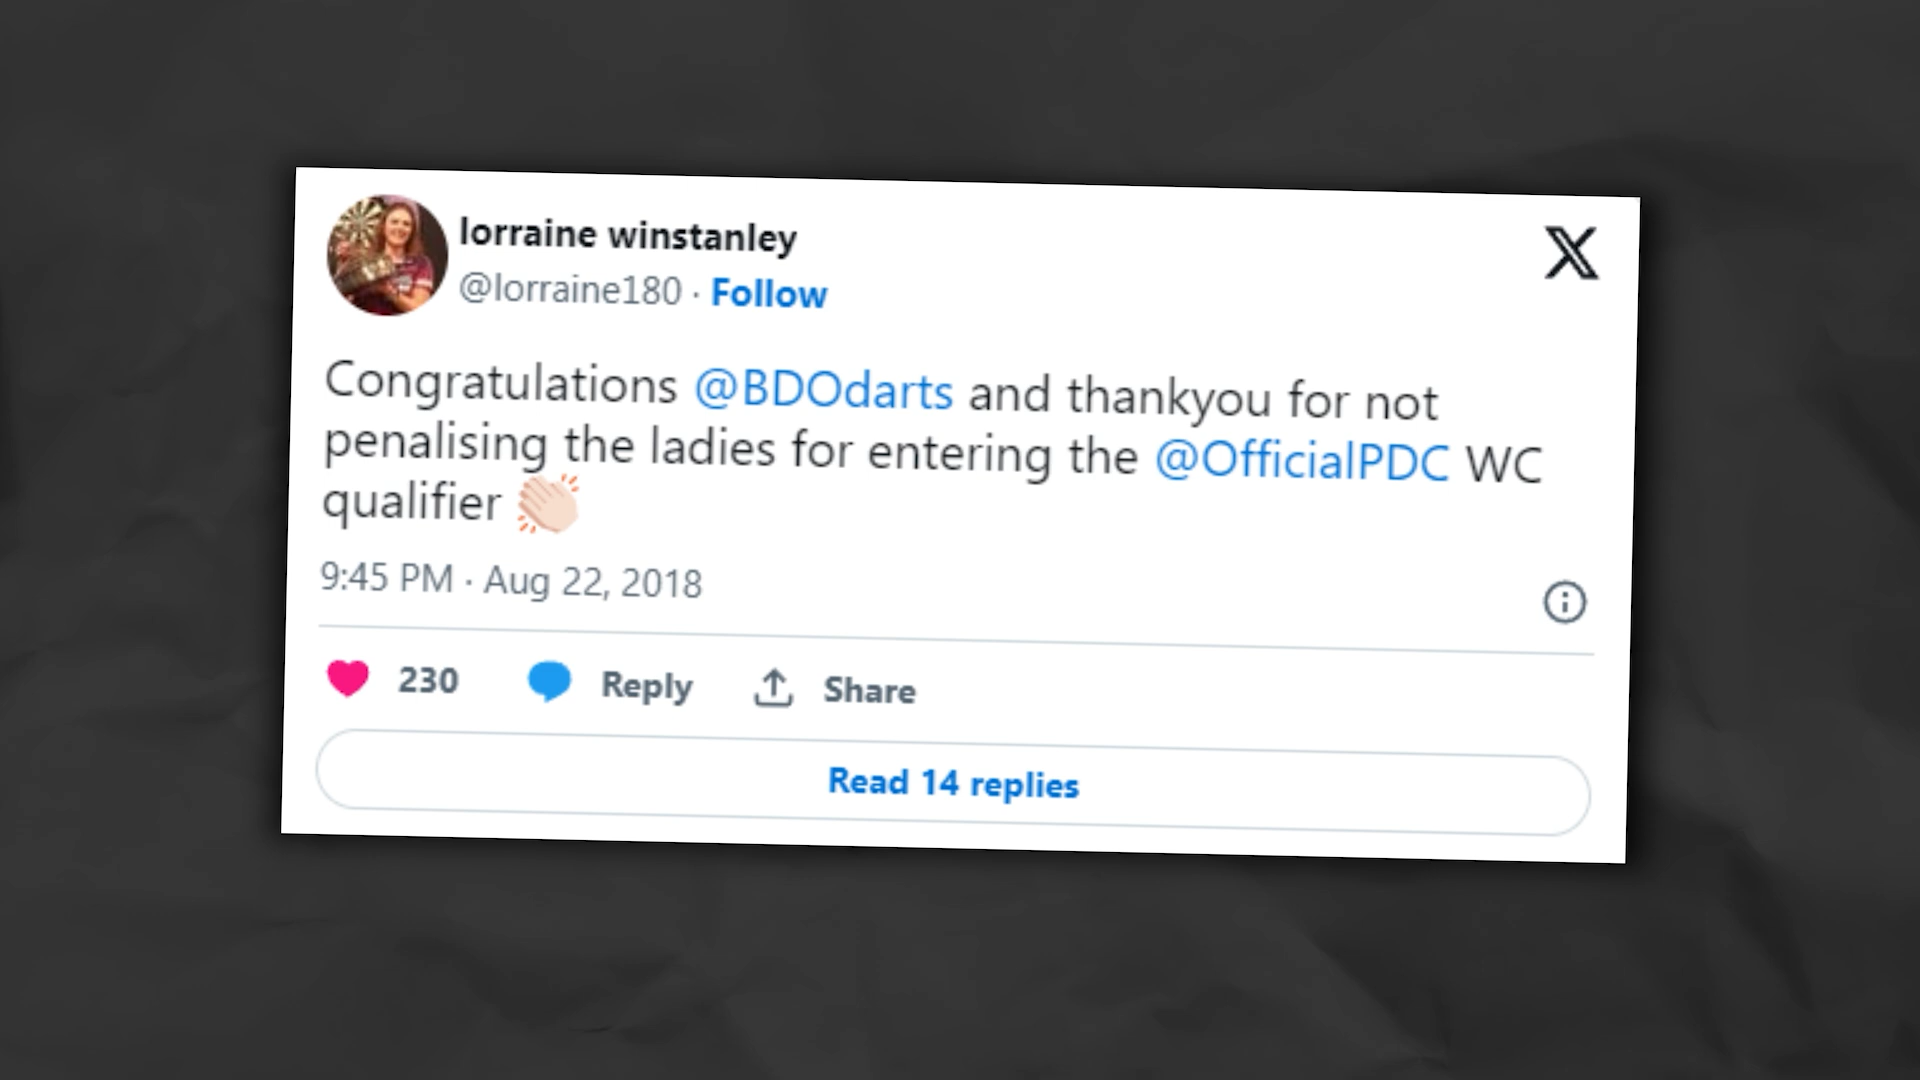 lorraine winstanley
@lorraine180 · Follow
Congratulations @BDOdarts and thankyou for not
penalising the ladies for entering the @OfficialPDC WC
qualifier 👏🏻
9:45 PM · Aug 22, 2018
230 Reply Share
Read 14 replies